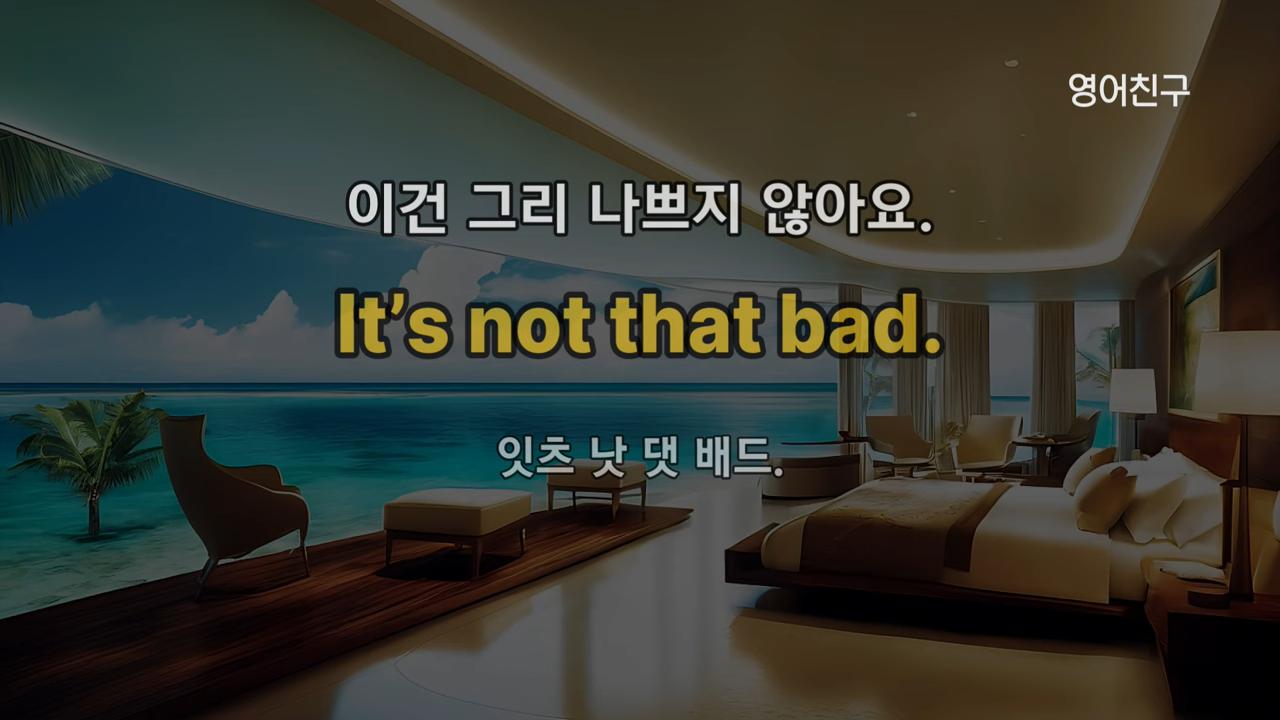 영어친구
이건 그리 나쁘지 않아요.
It’s not that bad.
잇츠 낫 댓 배드.